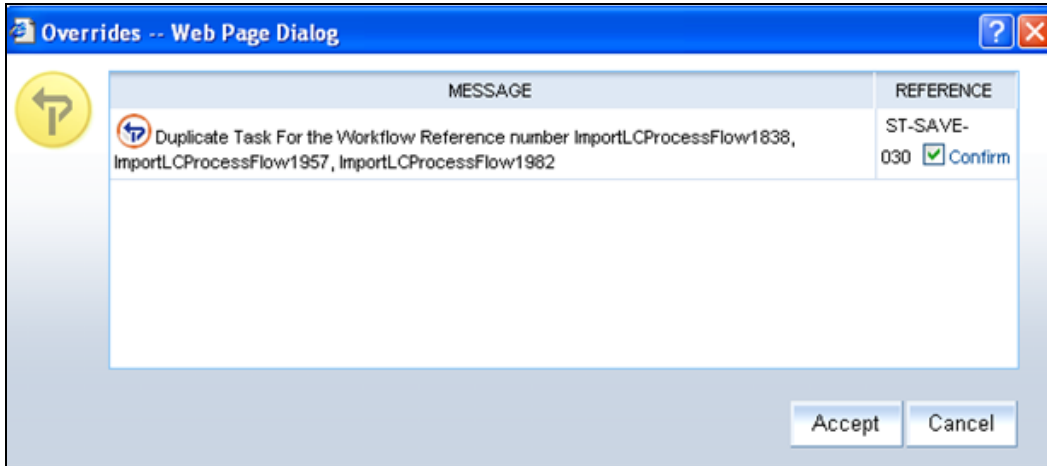 Overrides -- Web Page Dialog
?
MESSAGE
REFERENCE
Duplicate Task For the Workflow Reference number ImportLCProcessFlow1838,
ImportLCProcessFlow1957, ImportLCProcessFlow1982
ST-SAVE-
030 Confirm
Accept
Cancel